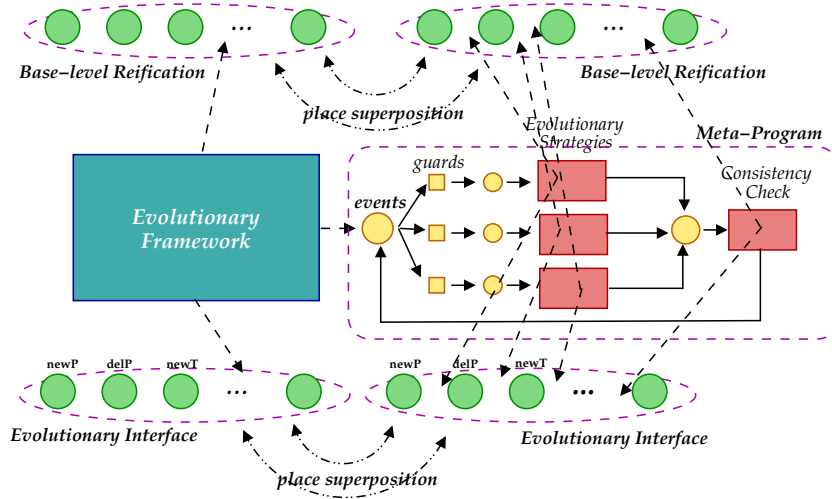 ...
...
Base–level Reification
Base–level Reification
place superposition
Evolutionary
Strategies
Meta–Program
guards
Consistency
Check
events
Evolutionary
Framework
newP
delP
newT
...
newP
delP
newT
...
Evolutionary Interface
Evolutionary Interface
place superposition